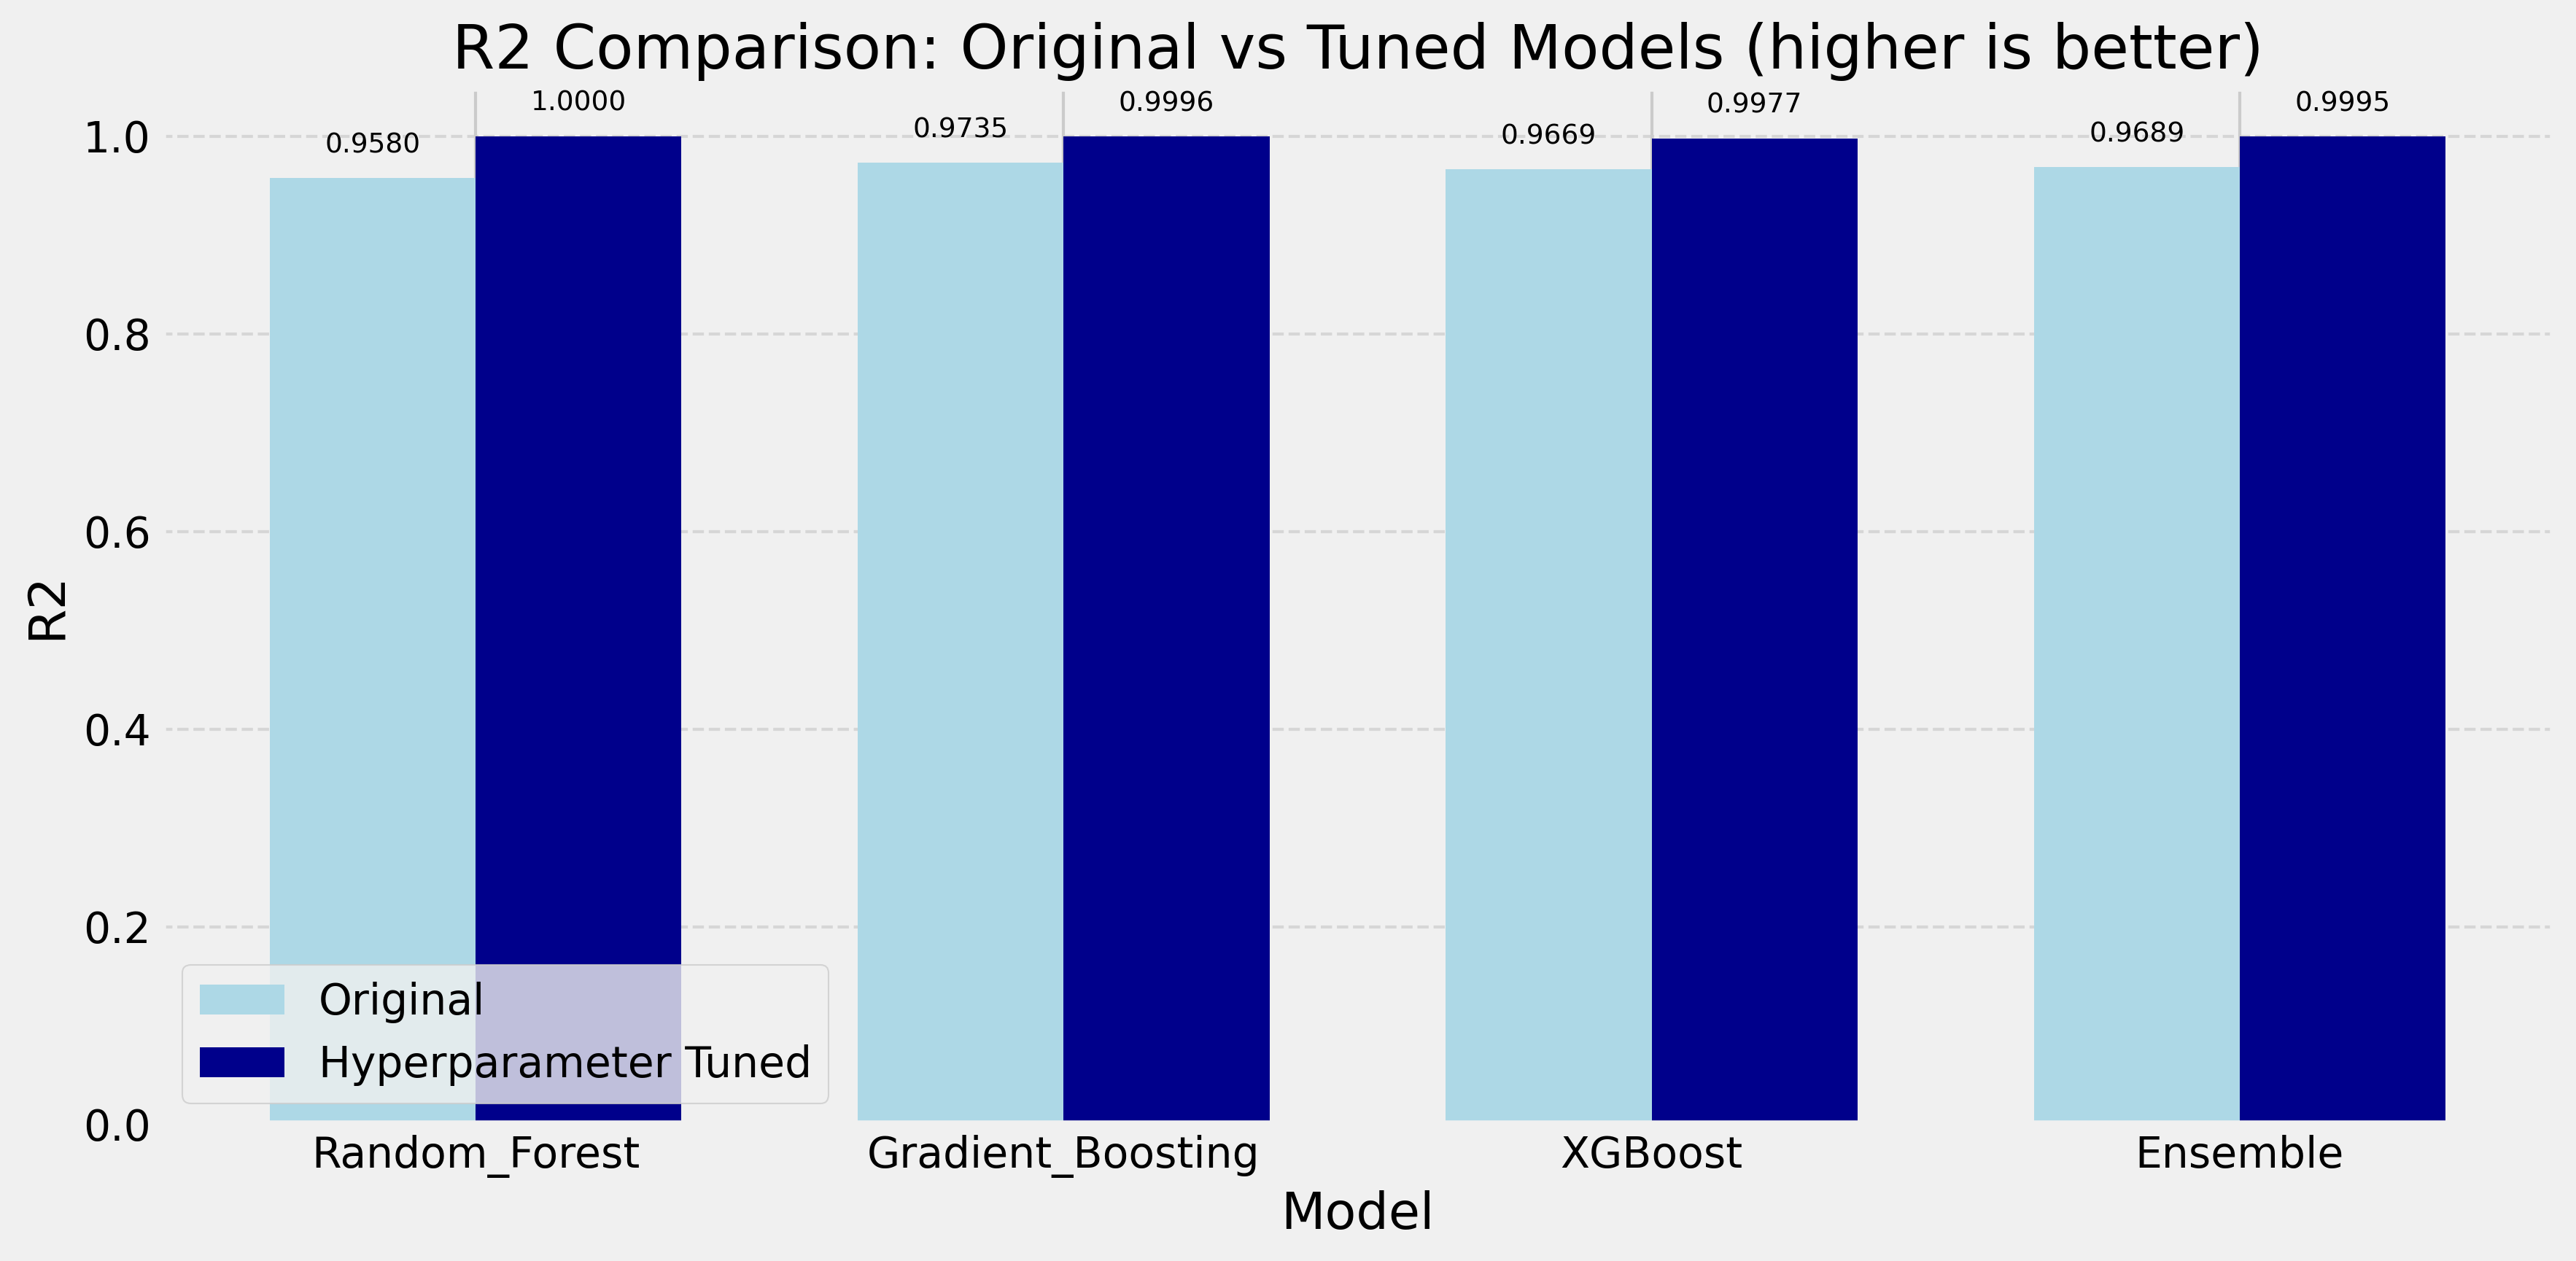 R2 Comparison: Original vs Tuned Models (higher is better)
0.9580
1.0000
0.9735
0.9996
0.9669
0.9977
0.9689
0.9995
1.0
0.8
0.6
0.4
0.2
0.0
R2
Original
Hyperparameter Tuned
Random_Forest
Gradient_Boosting
XGBoost
Ensemble
Model